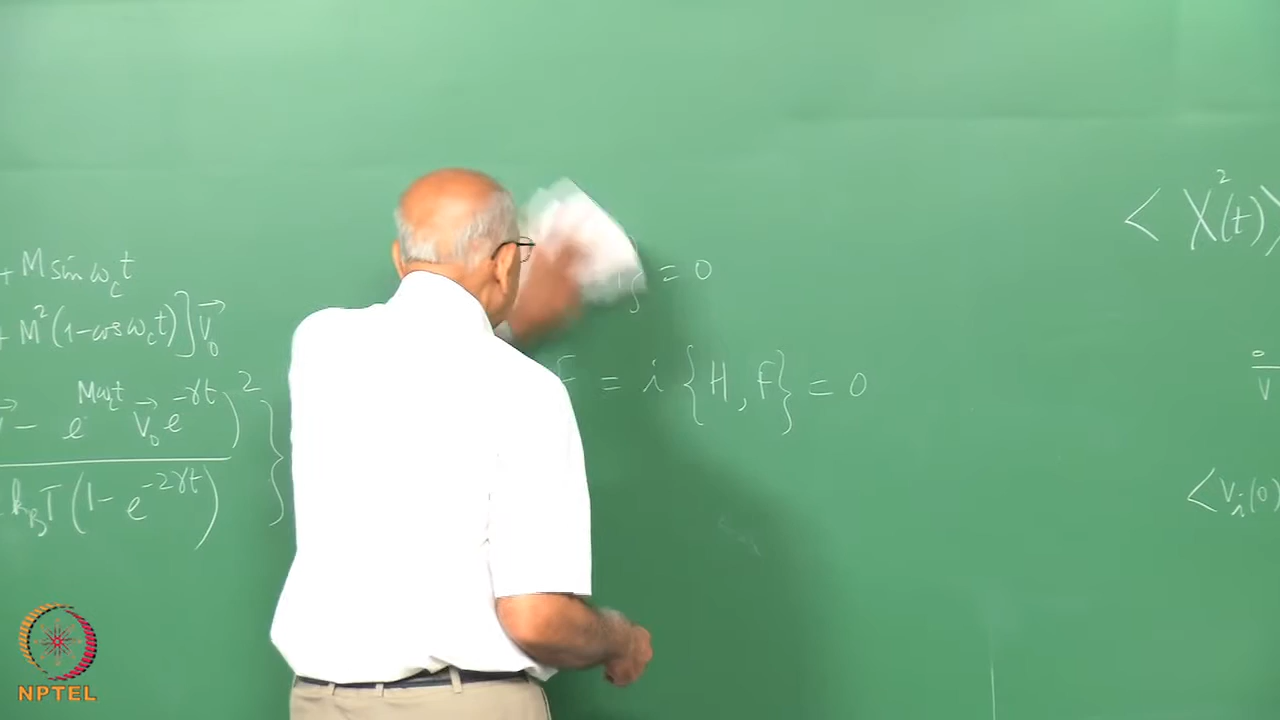 + M sin ω_c t
+ M² (1 - cos ω_c t)] v⃗₀
v⃗ - e^{Mω_c t} v⃗₀ e^{-γt})² }
k_B T (1 - e^{-2γt})
= 0
F = i {H, F} = 0
< X²(t) >
< v_i(0)
NPTEL